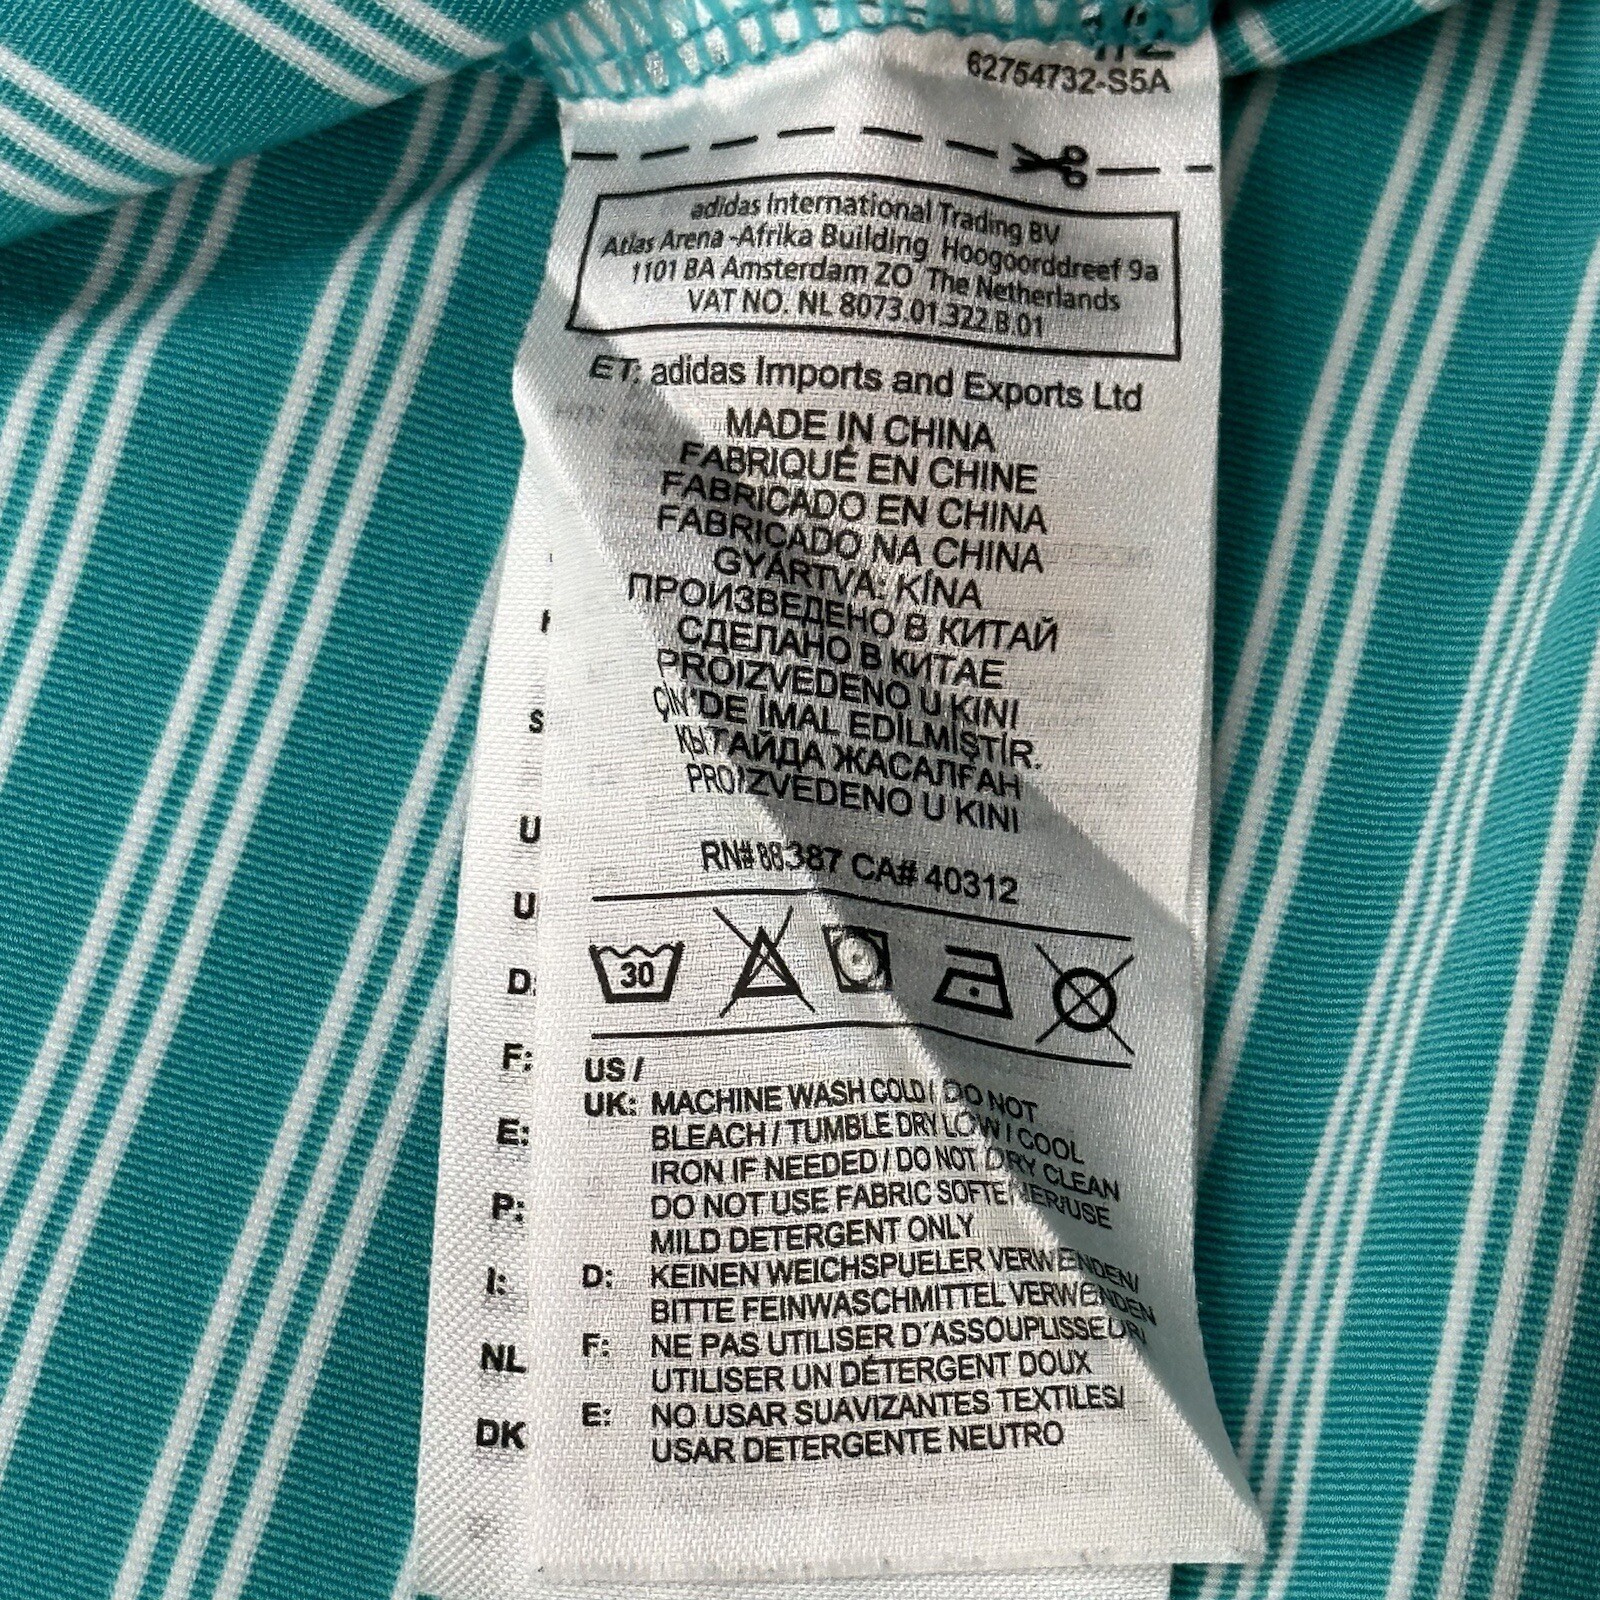 62754732-S5A
adidas International Trading BV
Atlas Arena -Afrika Building Hoogoorddreef 9a
1101 BA Amsterdam ZO The Netherlands
VAT NO. NL 8073.01.322.B.01
ET: adidas Imports and Exports Ltd
MADE IN CHINA
FABRIQUÉ EN CHINE
FABRICADO EN CHINA
FABRICADO NA CHINA
GYÁRTVA: KÍNA
ПРОИЗВЕДЕНО В КИТАЙ
СДЕЛАНО В КИТАЕ
PROIZVEDENO U KINI
ÇİN'DE İMAL EDİLMİŞTİR.
ҚЫТАЙДА ЖАСАЛҒАН
PROIZVEDENO U KINI
RN# 88387 CA# 40312
30
US /
UK: MACHINE WASH COLD / DO NOT
BLEACH / TUMBLE DRY LOW / COOL
IRON IF NEEDED / DO NOT DRY CLEAN
DO NOT USE FABRIC SOFTENER/USE
MILD DETERGENT ONLY
D: KEINEN WEICHSPUELER VERWENDEN/
BITTE FEINWASCHMITTEL VERWENDEN
F: NE PAS UTILISER D'ASSOUPLISSEUR/
UTILISER UN DÉTERGENT DOUX
E: NO USAR SUAVIZANTES TEXTILES/
USAR DETERGENTE NEUTRO
S
U
U
D:
F:
E:
P:
I:
NL
DK